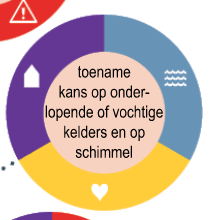 toename
kans op onder-
lopende of vochtige
kelders en op
schimmel